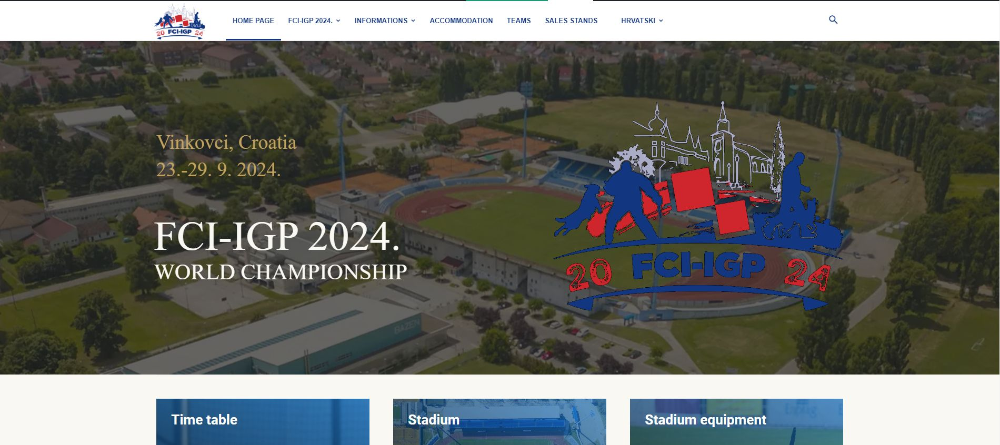 20 FCI-IGP 24
HOME PAGE
FCI-IGP 2024.
INFORMATIONS
ACCOMMODATION
TEAMS
SALES STANDS
HRVATSKI
Vinkovci, Croatia
23.-29. 9. 2024.
FCI-IGP 2024.
WORLD CHAMPIONSHIP
20 FCI-IGP 24
BAZEN
Time table
Stadium
Stadium equipment